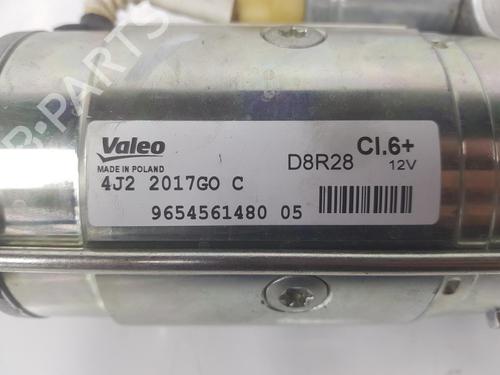 Valeo
MADE IN POLAND
D8R28
Cl.6+
12V
4J2 2017GO C
9654561480 05
B-PARTS